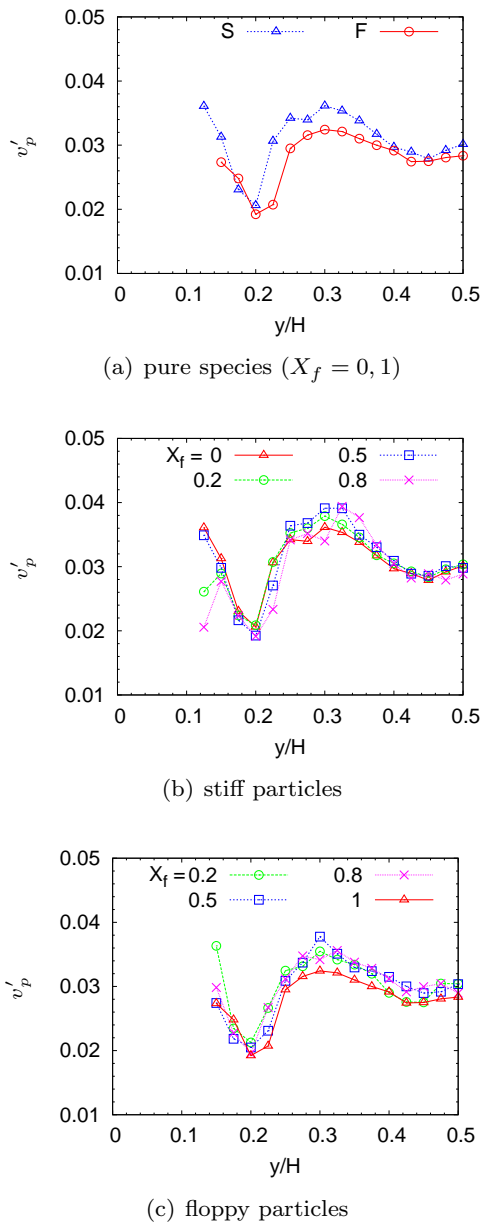 0.05
S F
0.04
v′p
0.03
0.02
0.01
0 0.1 0.2 0.3 0.4 0.5
y/H
(a) pure species (Xf = 0, 1)
0.05
Xf = 0 0.5
0.2 0.8
0.04
v′p
0.03
0.02
0.01
0 0.1 0.2 0.3 0.4 0.5
y/H
(b) stiff particles
0.05
Xf = 0.2 0.8
0.5 1
0.04
v′p
0.03
0.02
0.01
0 0.1 0.2 0.3 0.4 0.5
y/H
(c) floppy particles